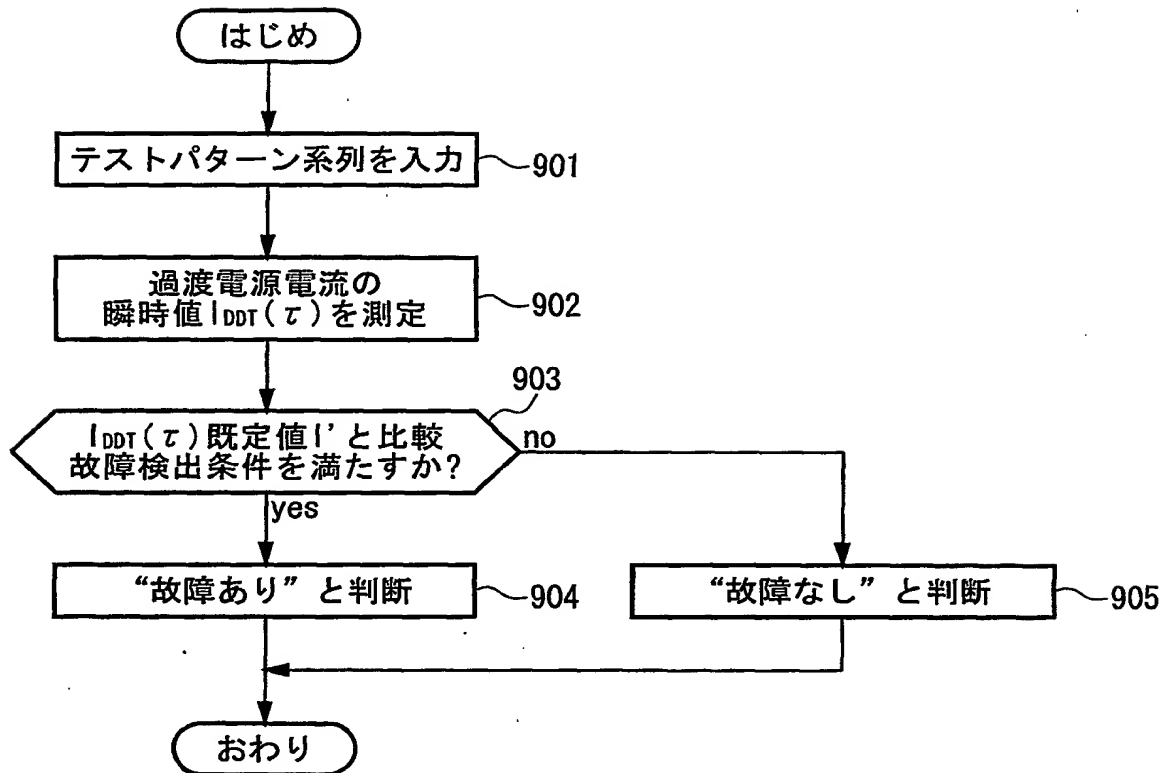 はじめ
テストパターン系列を入力
901
過渡電源電流の
瞬時値IDDT(τ)を測定
902
903
IDDT(τ)既定値I'と比較
故障検出条件を満たすか?
no
yes
“故障あり”と判断
904
“故障なし”と判断
905
おわり